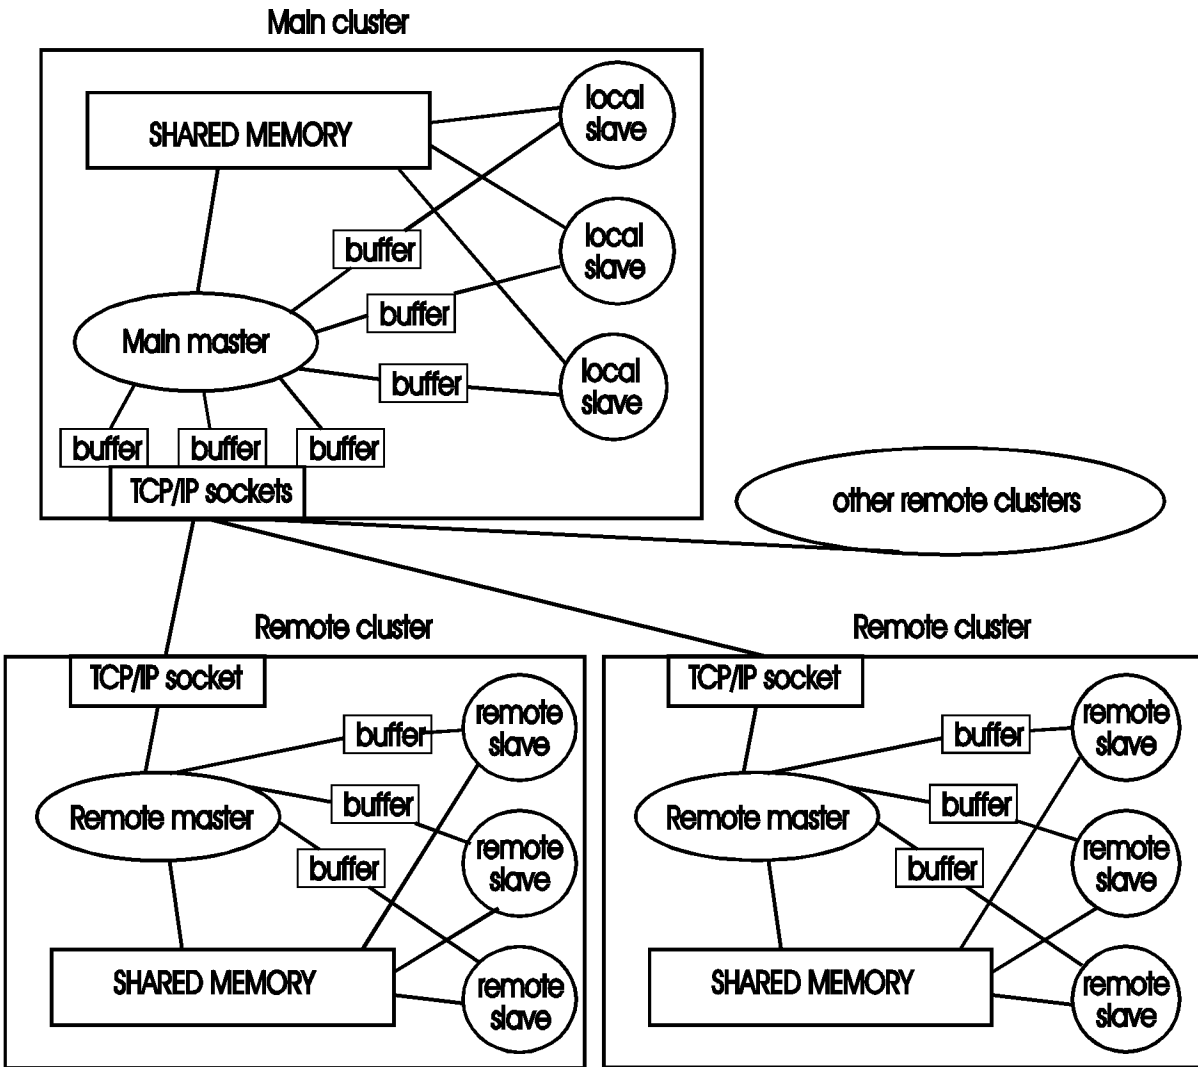 Main cluster
SHARED MEMORY
local
slave
buffer
local
slave
buffer
Main master
buffer
local
slave
buffer
buffer
buffer
TCP/IP sockets
other remote clusters
Remote cluster
TCP/IP socket
remote
slave
buffer
buffer
Remote master
remote
slave
buffer
SHARED MEMORY
remote
slave
Remote cluster
TCP/IP socket
remote
slave
buffer
buffer
Remote master
remote
slave
buffer
SHARED MEMORY
remote
slave